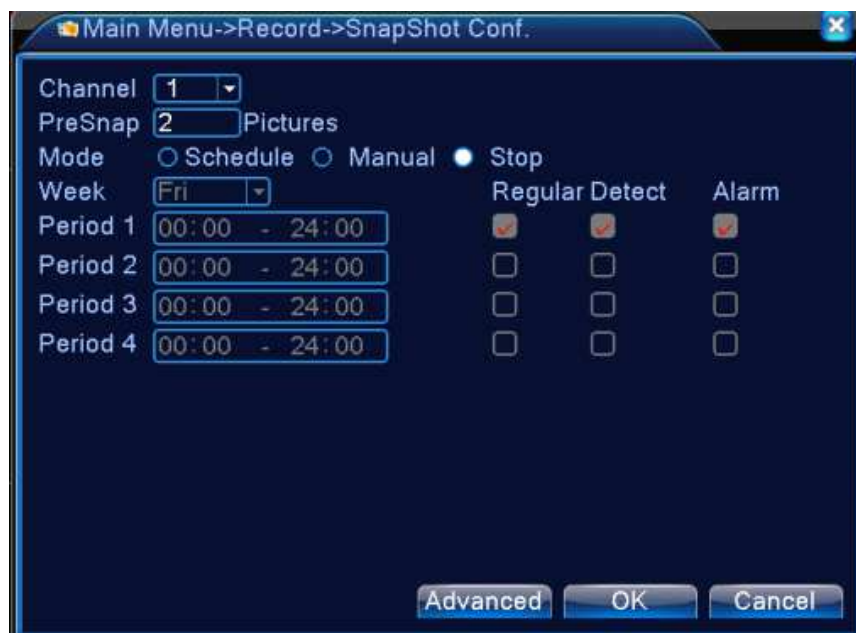 Main Menu->Record->SnapShot Conf.
Channel 1
PreSnap 2 Pictures
Mode Schedule Manual Stop
Week Fri Regular Detect Alarm
Period 1 00:00 - 24:00
Period 2 00:00 - 24:00
Period 3 00:00 - 24:00
Period 4 00:00 - 24:00
Advanced OK Cancel